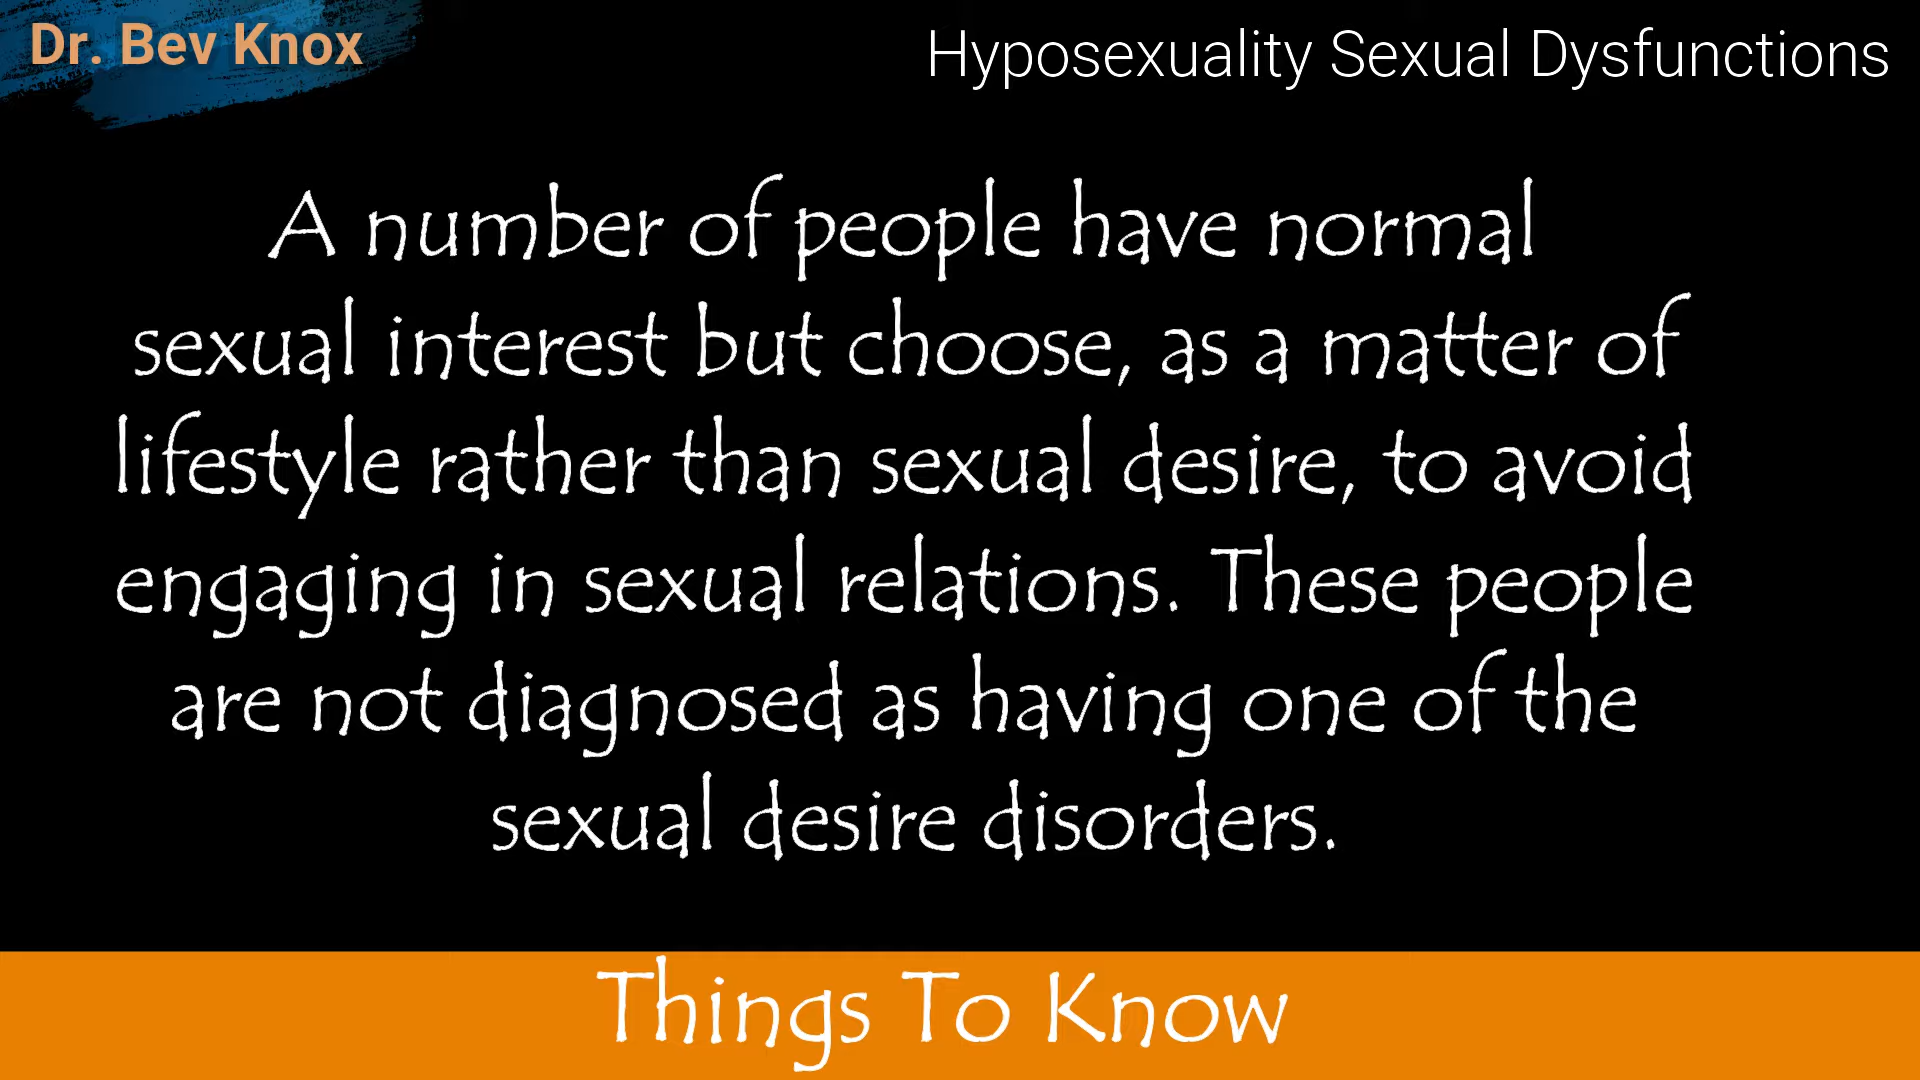 Dr. Bev Knox
Hyposexuality Sexual Dysfunctions
A number of people have normal
sexual interest but choose, as a matter of
lifestyle rather than sexual desire, to avoid
engaging in sexual relations. These people
are not diagnosed as having one of the
sexual desire disorders.
Things To Know